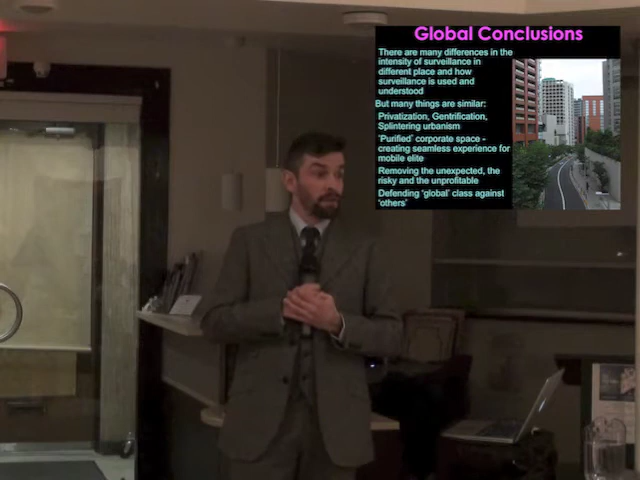 Global Conclusions
There are many differences in the
intensity of surveillance in
different place and how
surveillance is used and
understood
But many things are similar:
Privatization, Gentrification,
Splintering urbanism
'Purified' corporate space -
creating seamless experience for
mobile elite
Removing the unexpected, the
risky and the unprofitable
Defending 'global' class against
'others'